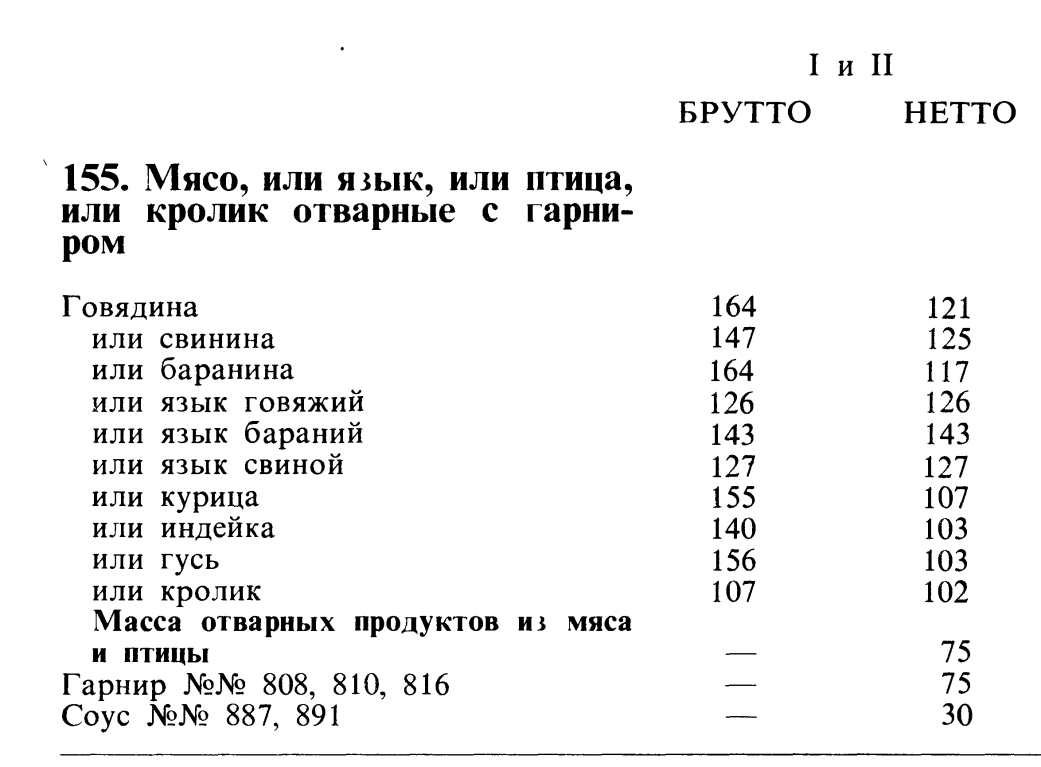 I и II
БРУТТО НЕТТО
155. Мясо, или язык, или птица,
или кролик отварные с гарни-
ром
Говядина 164 121
или свинина 147 125
или баранина 164 117
или язык говяжий 126 126
или язык бараний 143 143
или язык свиной 127 127
или курица 155 107
или индейка 140 103
или гусь 156 103
или кролик 107 102
Масса отварных продуктов из мяса
и птицы — 75
Гарнир №№ 808, 810, 816 — 75
Соус №№ 887, 891 — 30